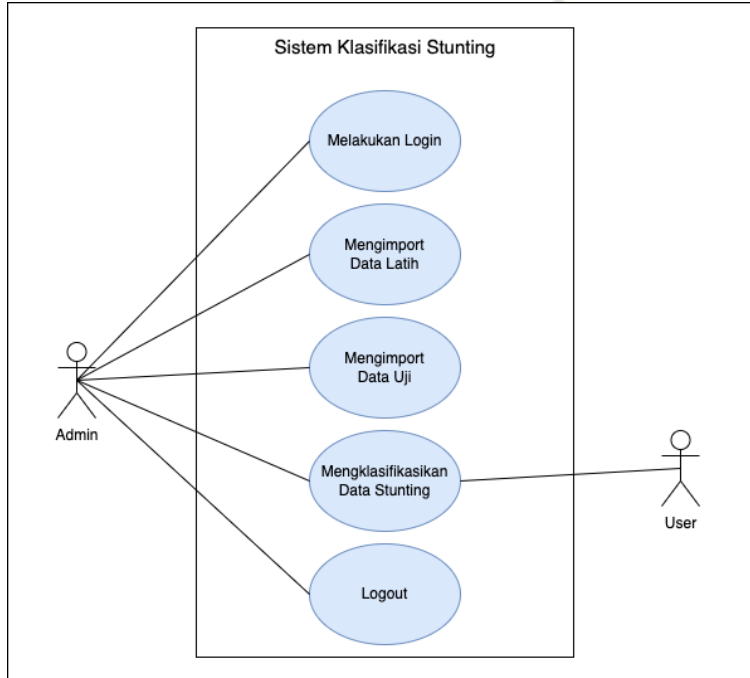 Sistem Klasifikasi Stunting
Melakukan Login
Mengimport
Data Latih
Mengimport
Data Uji
Admin
Mengklasifikasikan
Data Stunting
User
Logout